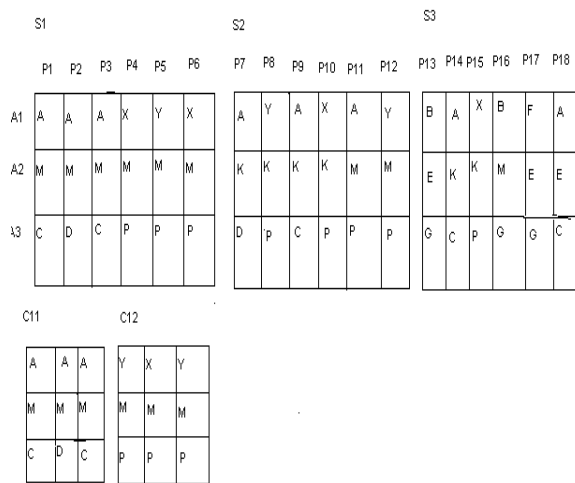 S1 S2 S3
P1 P2 P3 P4 P5 P6 P7 P8 P9 P10 P11 P12 P13 P14 P15 P16 P17 P18
A1 A A A X Y X A Y A X A Y B A X B F A
A2 M M M M M M K K K K M M E K K M E E
A3 C D C P P P D P C P P P G C P G G C
C11 C12
A A A Y X Y
M M M M M M
C D C P P P